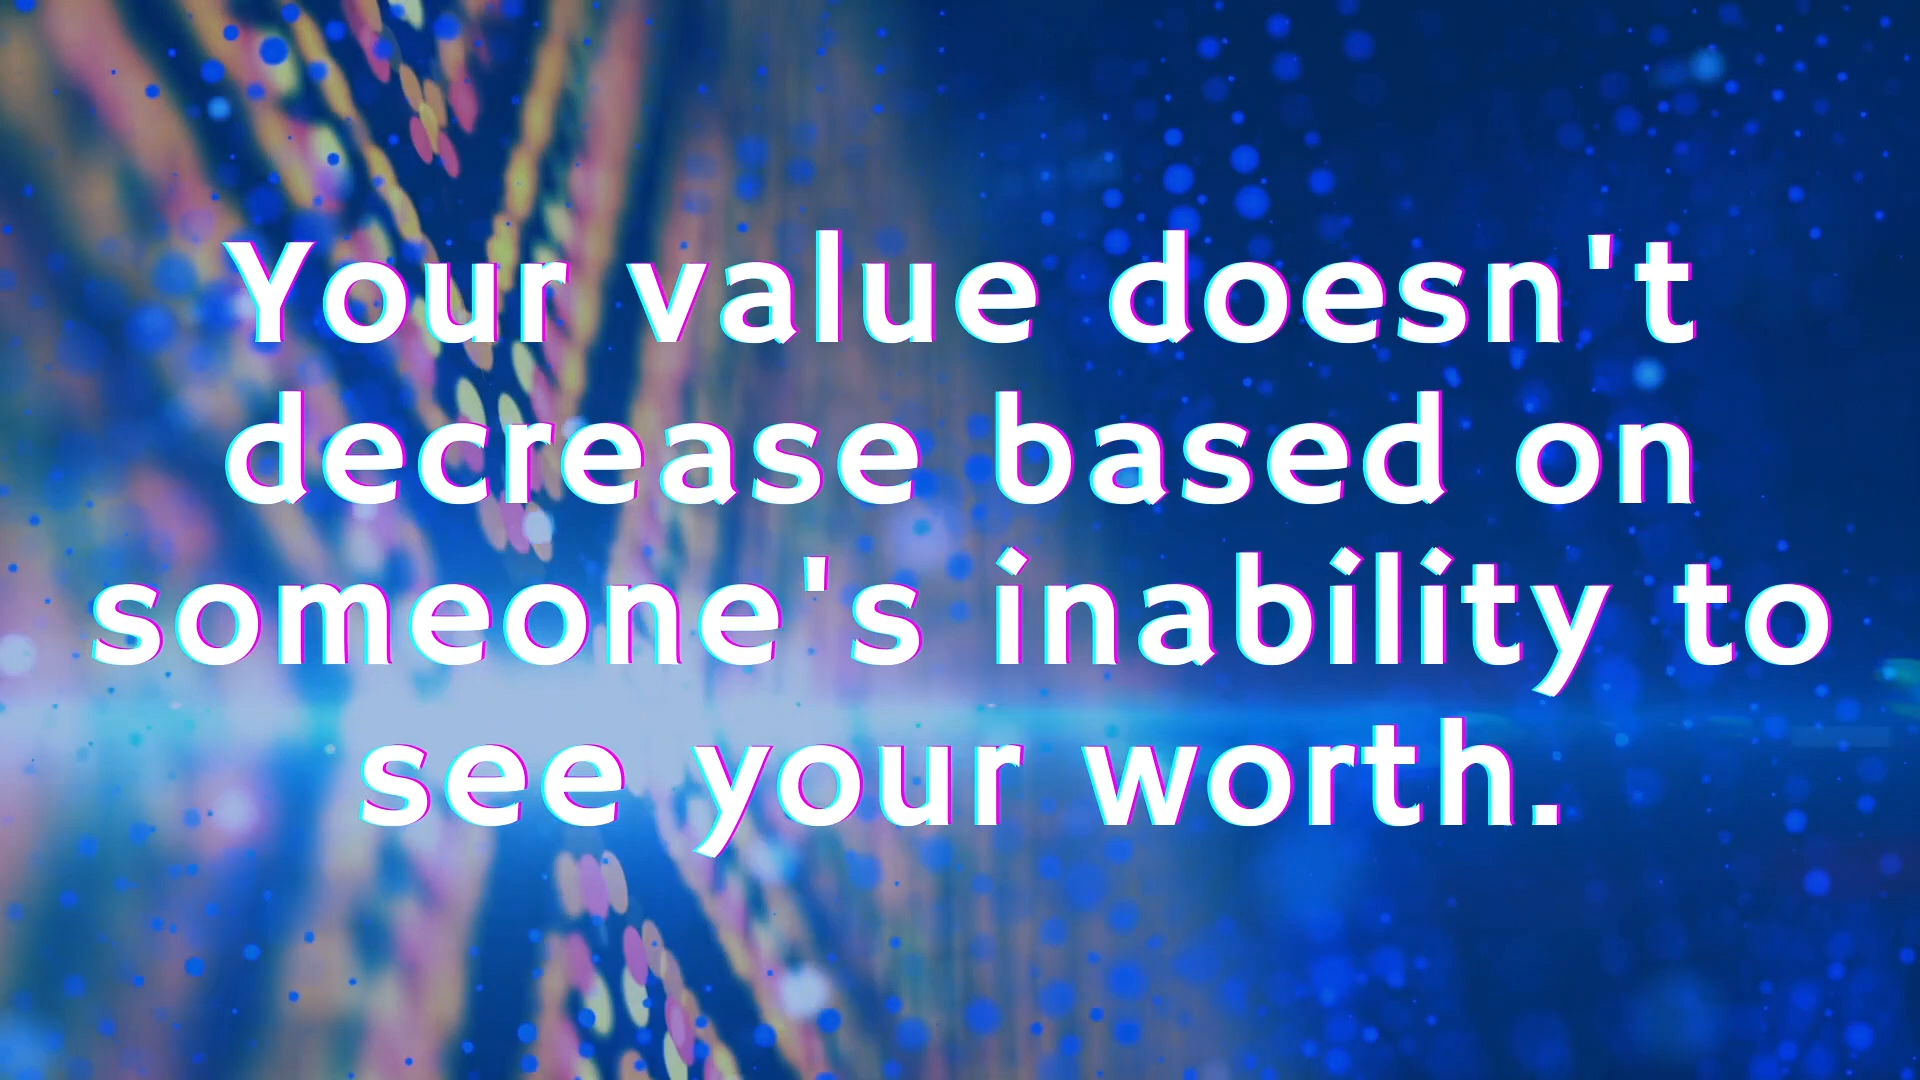 Your value doesn't
decrease based on
someone's inability to
see your worth.